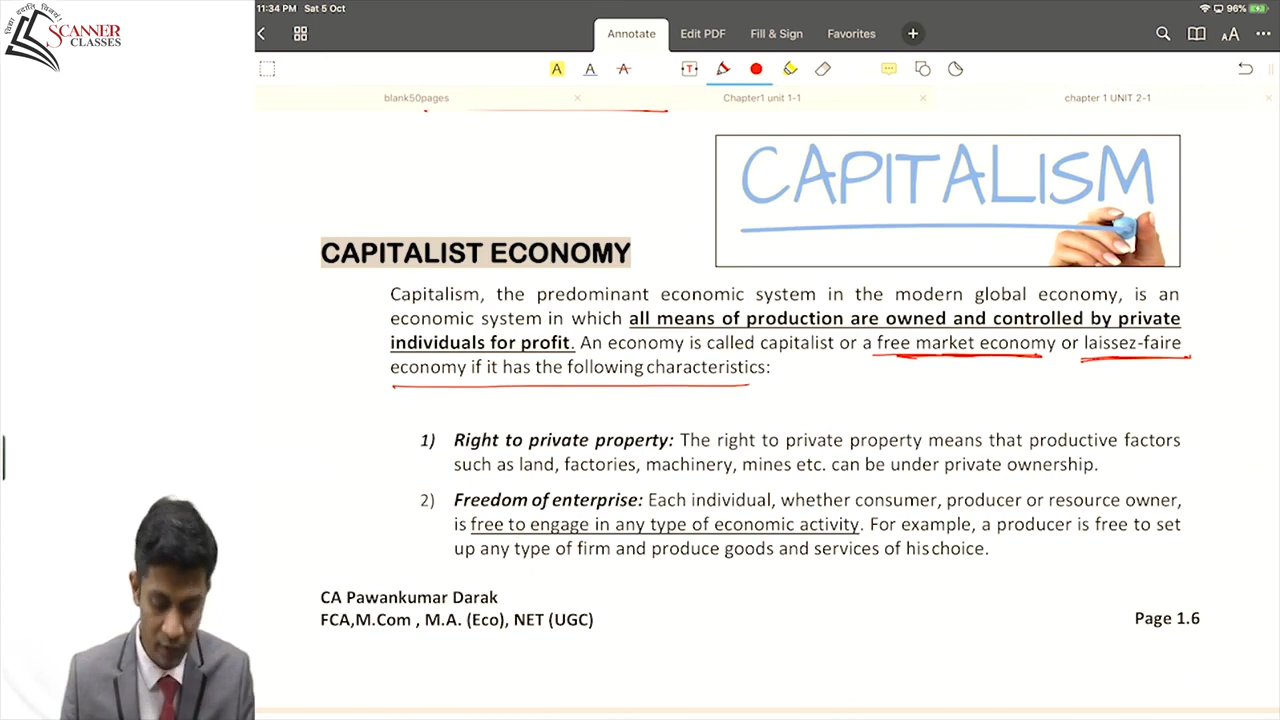 विद्या ददाति विनयं
SCANNER
CLASSES
11:34 PM Sat 5 Oct
96%
Annotate
Edit PDF
Fill & Sign
Favorites
blank50pages
Chapter1 unit 1-1
chapter 1 UNIT 2-1
CAPITALISM
CAPITALIST ECONOMY
Capitalism, the predominant economic system in the modern global economy, is an
economic system in which all means of production are owned and controlled by private
individuals for profit. An economy is called capitalist or a free market economy or laissez-faire
economy if it has the following characteristics:
1) Right to private property: The right to private property means that productive factors
such as land, factories, machinery, mines etc. can be under private ownership.
2) Freedom of enterprise: Each individual, whether consumer, producer or resource owner,
is free to engage in any type of economic activity. For example, a producer is free to set
up any type of firm and produce goods and services of his choice.
CA Pawankumar Darak
FCA,M.Com , M.A. (Eco), NET (UGC)
Page 1.6